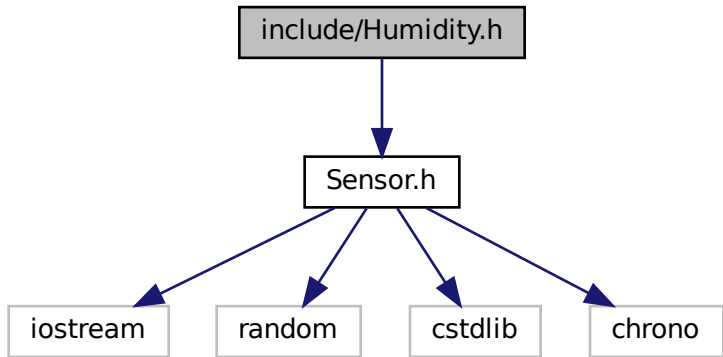 include/Humidity.h
Sensor.h
iostream
random
cstdlib
chrono